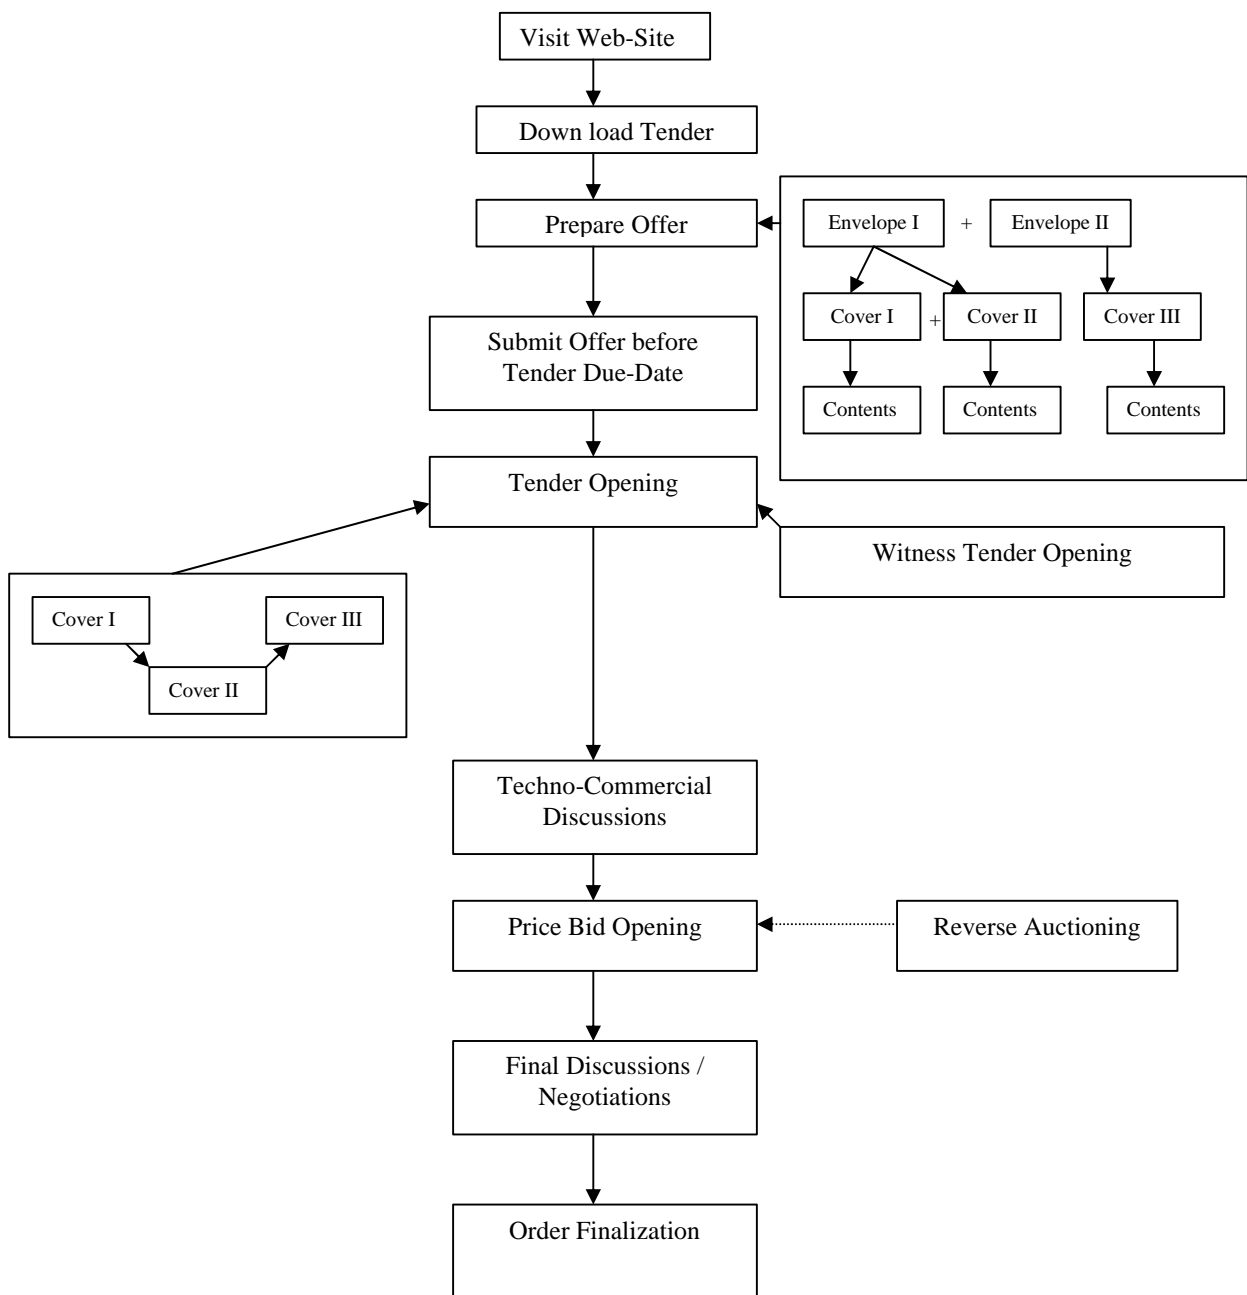 Visit Web-Site
Down load Tender
Prepare Offer
Envelope I
+
Envelope II
Cover I
+
Cover II
Cover III
Contents
Contents
Contents
Submit Offer before
Tender Due-Date
Tender Opening
Witness Tender Opening
Cover I
Cover III
Cover II
Techno-Commercial
Discussions
Price Bid Opening
Reverse Auctioning
Final Discussions /
Negotiations
Order Finalization